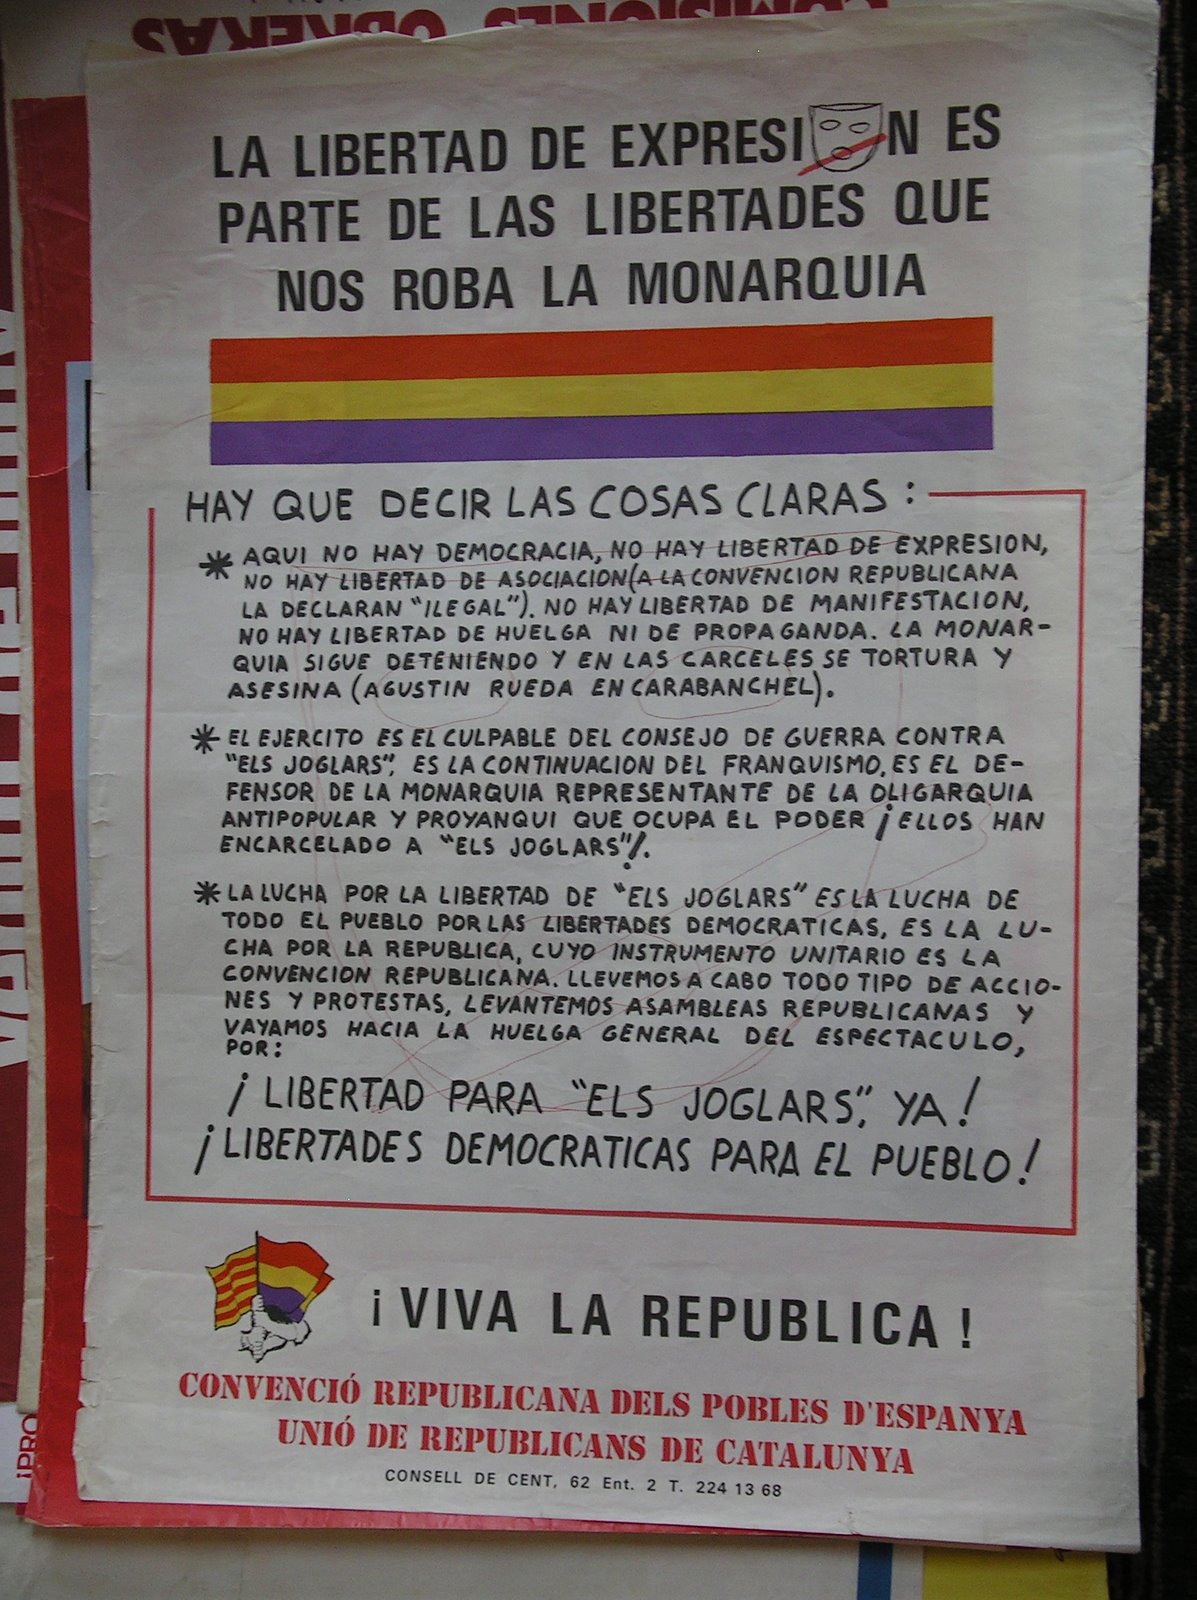 COMISIONES OBRERAS
LA LIBERTAD DE EXPRESIN ES
PARTE DE LAS LIBERTADES QUE
NOS ROBA LA MONARQUIA
HAY QUE DECIR LAS COSAS CLARAS :
* AQUI NO HAY DEMOCRACIA, NO HAY LIBERTAD DE EXPRESION,
NO HAY LIBERTAD DE ASOCIACION (A LA CONVENCION REPUBLICANA
LA DECLARAN "ILEGAL"). NO HAY LIBERTAD DE MANIFESTACION,
NO HAY LIBERTAD DE HUELGA NI DE PROPAGANDA. LA MONAR-
QUIA SIGUE DETENIENDO Y EN LAS CARCELES SE TORTURA Y
ASESINA (AGUSTIN RUEDA EN CARABANCHEL).
* EL EJERCITO ES EL CULPABLE DEL CONSEJO DE GUERRA CONTRA
"ELS JOGLARS", ES LA CONTINUACION DEL FRANQUISMO, ES EL DE-
FENSOR DE LA MONARQUIA REPRESENTANTE DE LA OLIGARQUIA
ANTIPOPULAR Y PROYANQUI QUE OCUPA EL PODER ¡ELLOS HAN
ENCARCELADO A "ELS JOGLARS"!.
* LA LUCHA POR LA LIBERTAD DE "ELS JOGLARS" ES LA LUCHA DE
TODO EL PUEBLO POR LAS LIBERTADES DEMOCRATICAS, ES LA LU-
CHA POR LA REPUBLICA, CUYO INSTRUMENTO UNITARIO ES LA
CONVENCION REPUBLICANA. LLEVEMOS A CABO TODO TIPO DE ACCIO-
NES Y PROTESTAS, LEVANTEMOS ASAMBLEAS REPUBLICANAS Y
VAYAMOS HACIA LA HUELGA GENERAL DEL ESPECTACULO,
POR:
¡LIBERTAD PARA "ELS JOGLARS", YA!
¡LIBERTADES DEMOCRATICAS PARA EL PUEBLO!
¡VIVA LA REPUBLICA!
CONVENCIÓ REPUBLICANA DELS POBLES D'ESPANYA
UNIÓ DE REPUBLICANS DE CATALUNYA
CONSELL DE CENT, 62 Ent. 2 T. 224 13 68
¡PRO